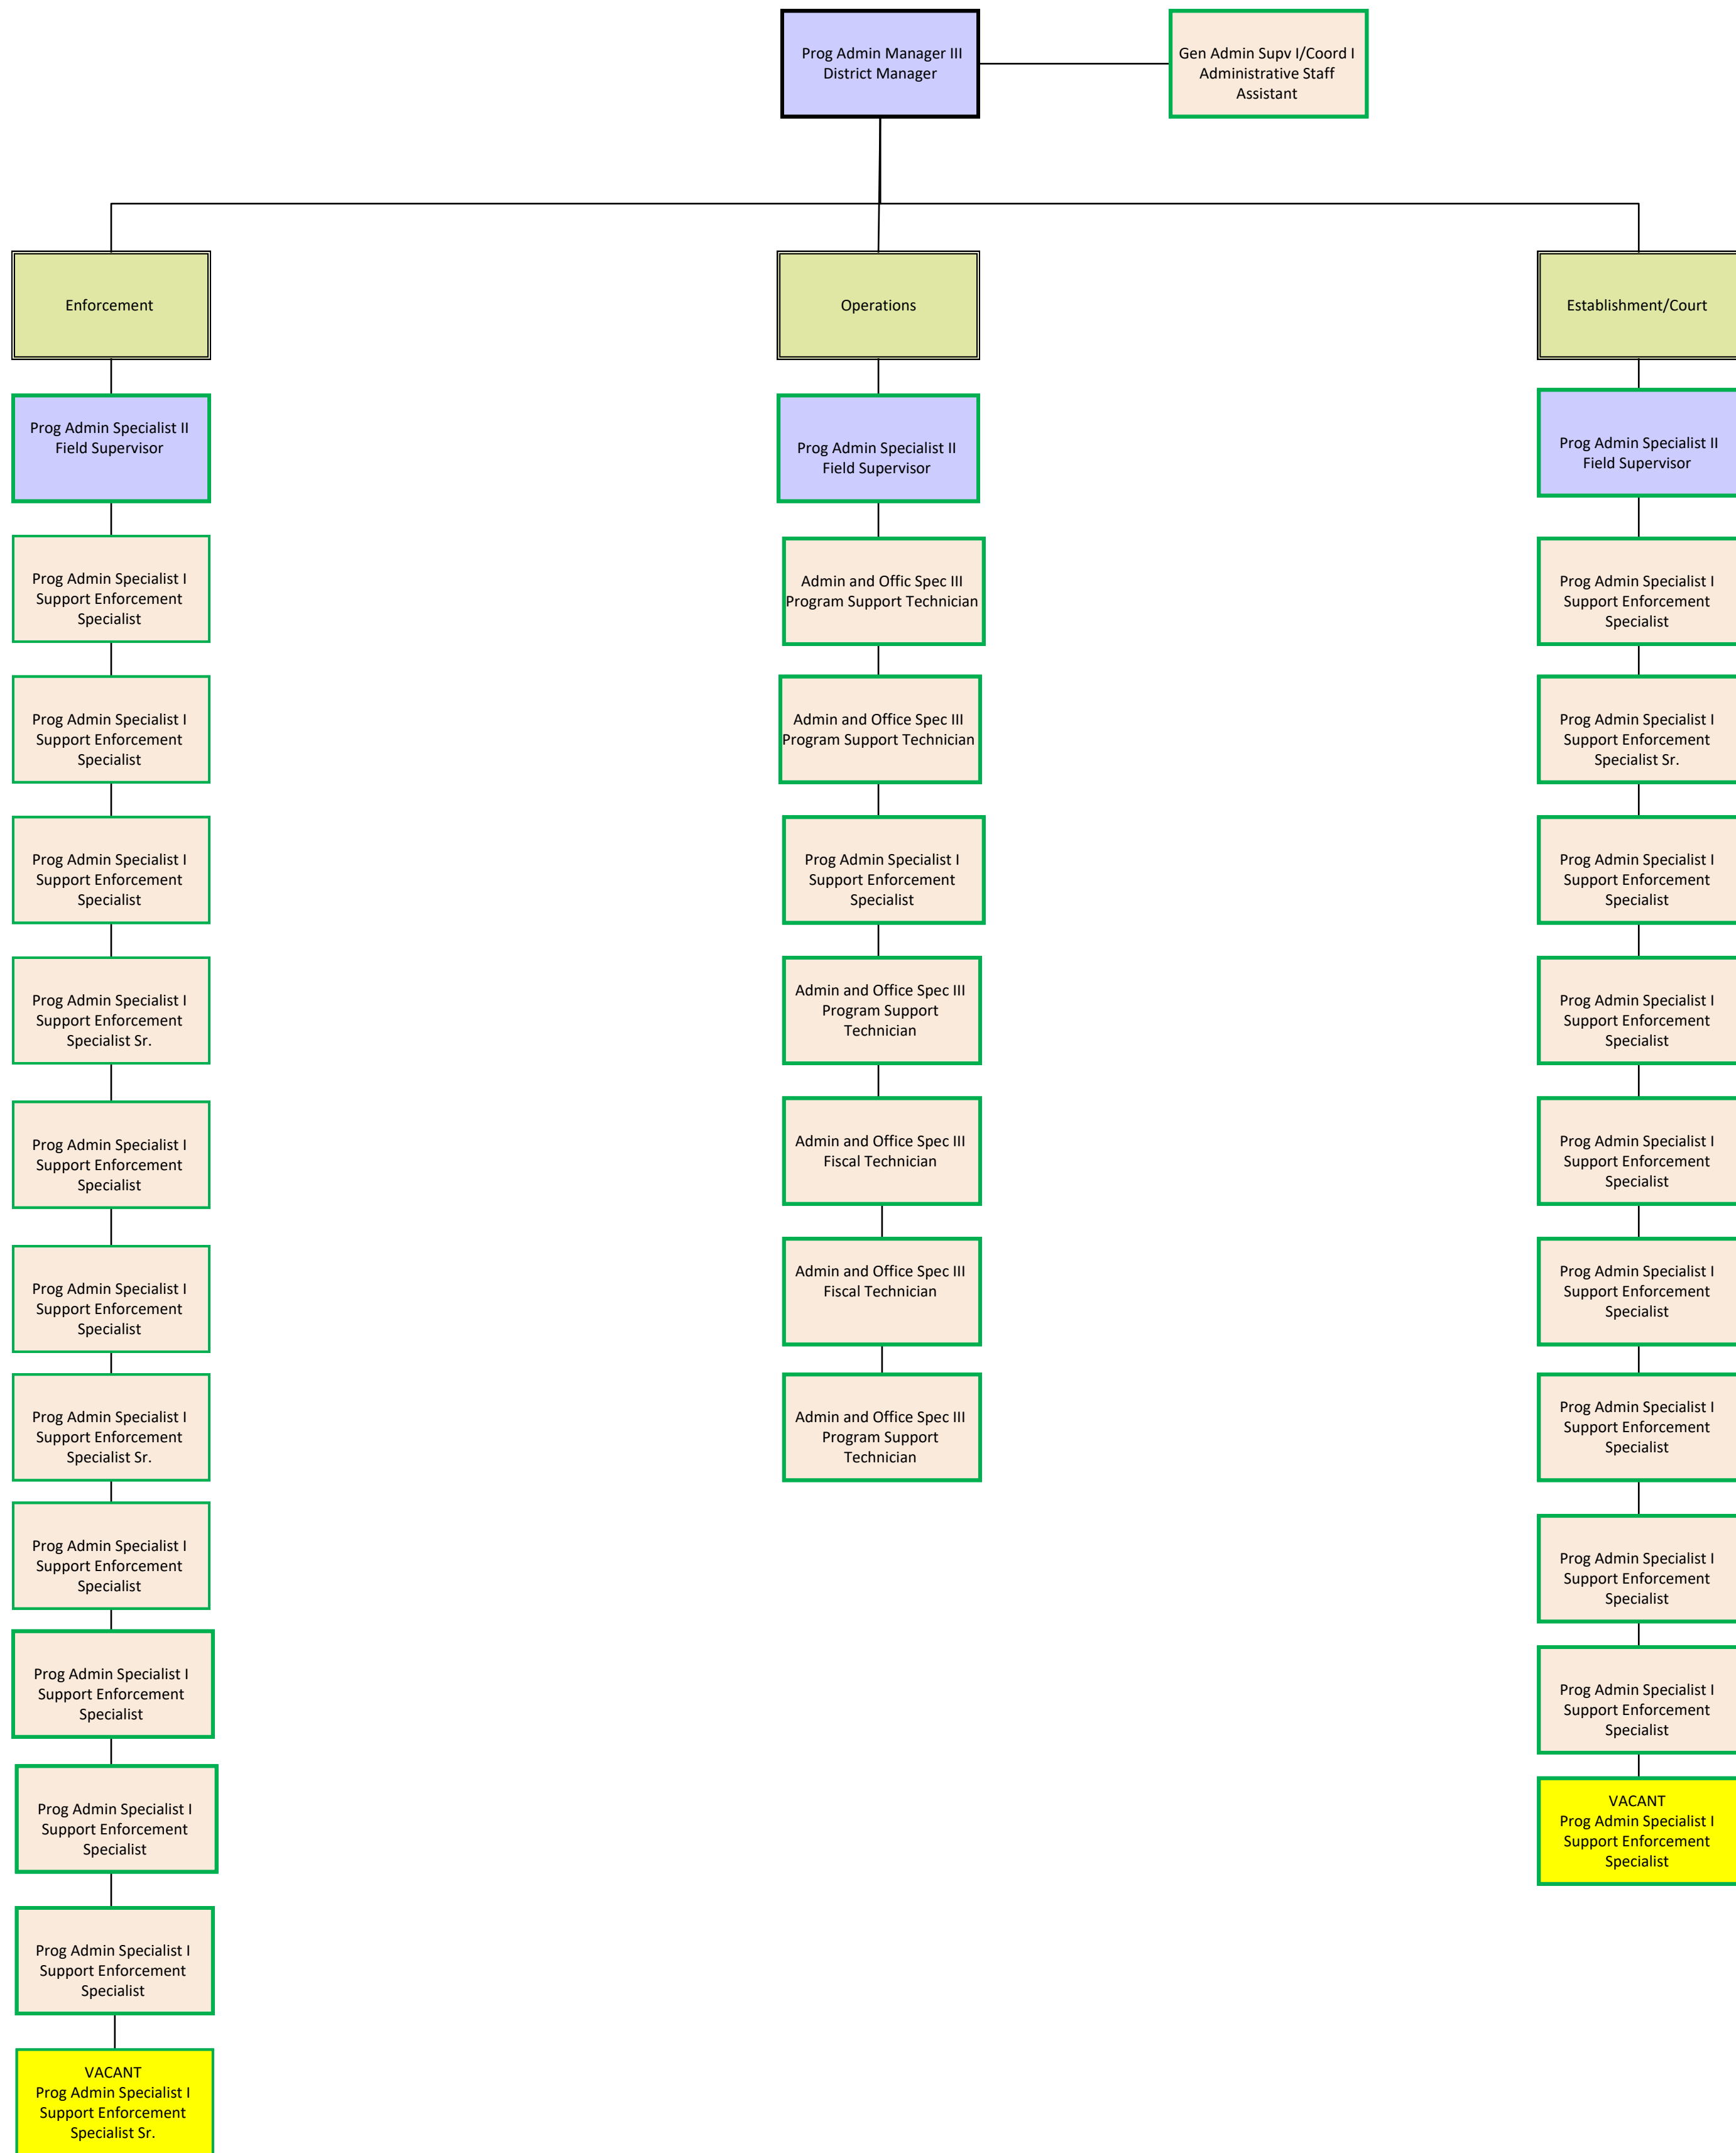 Prog Admin Manager III
District Manager
Gen Admin Supv I/Coord I
Administrative Staff
Assistant
Enforcement
Operations
Establishment/Court
Prog Admin Specialist II
Field Supervisor
Prog Admin Specialist I
Support Enforcement
Specialist
Prog Admin Specialist I
Support Enforcement
Specialist
Prog Admin Specialist I
Support Enforcement
Specialist
Prog Admin Specialist I
Support Enforcement
Specialist Sr.
Prog Admin Specialist I
Support Enforcement
Specialist
Prog Admin Specialist I
Support Enforcement
Specialist
Prog Admin Specialist I
Support Enforcement
Specialist Sr.
Prog Admin Specialist I
Support Enforcement
Specialist
Prog Admin Specialist I
Support Enforcement
Specialist
Prog Admin Specialist I
Support Enforcement
Specialist
Prog Admin Specialist I
Support Enforcement
Specialist
VACANT
Prog Admin Specialist I
Support Enforcement
Specialist Sr.
Prog Admin Specialist II
Field Supervisor
Admin and Offic Spec III
Program Support Technician
Admin and Office Spec III
Program Support Technician
Prog Admin Specialist I
Support Enforcement
Specialist
Admin and Office Spec III
Program Support
Technician
Admin and Office Spec III
Fiscal Technician
Admin and Office Spec III
Fiscal Technician
Admin and Office Spec III
Program Support
Technician
Prog Admin Specialist II
Field Supervisor
Prog Admin Specialist I
Support Enforcement
Specialist
Prog Admin Specialist I
Support Enforcement
Specialist Sr.
Prog Admin Specialist I
Support Enforcement
Specialist
Prog Admin Specialist I
Support Enforcement
Specialist
Prog Admin Specialist I
Support Enforcement
Specialist
Prog Admin Specialist I
Support Enforcement
Specialist
Prog Admin Specialist I
Support Enforcement
Specialist
Prog Admin Specialist I
Support Enforcement
Specialist
Prog Admin Specialist I
Support Enforcement
Specialist
VACANT
Prog Admin Specialist I
Support Enforcement
Specialist